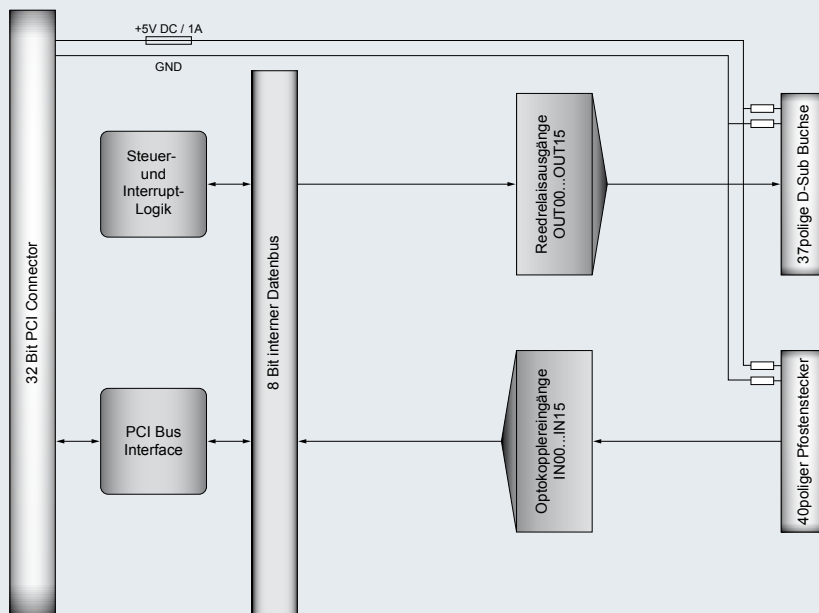 +5V DC / 1A
GND
32 Bit PCI Connector
Steuer-
und
Interrupt-
Logik
PCI Bus
Interface
8 Bit interner Datenbus
Reedrelaisausgänge
OUT00...OUT15
Optokopplereingänge
IN00...IN15
37polige D-Sub Buchse
40poliger Pfostenstecker